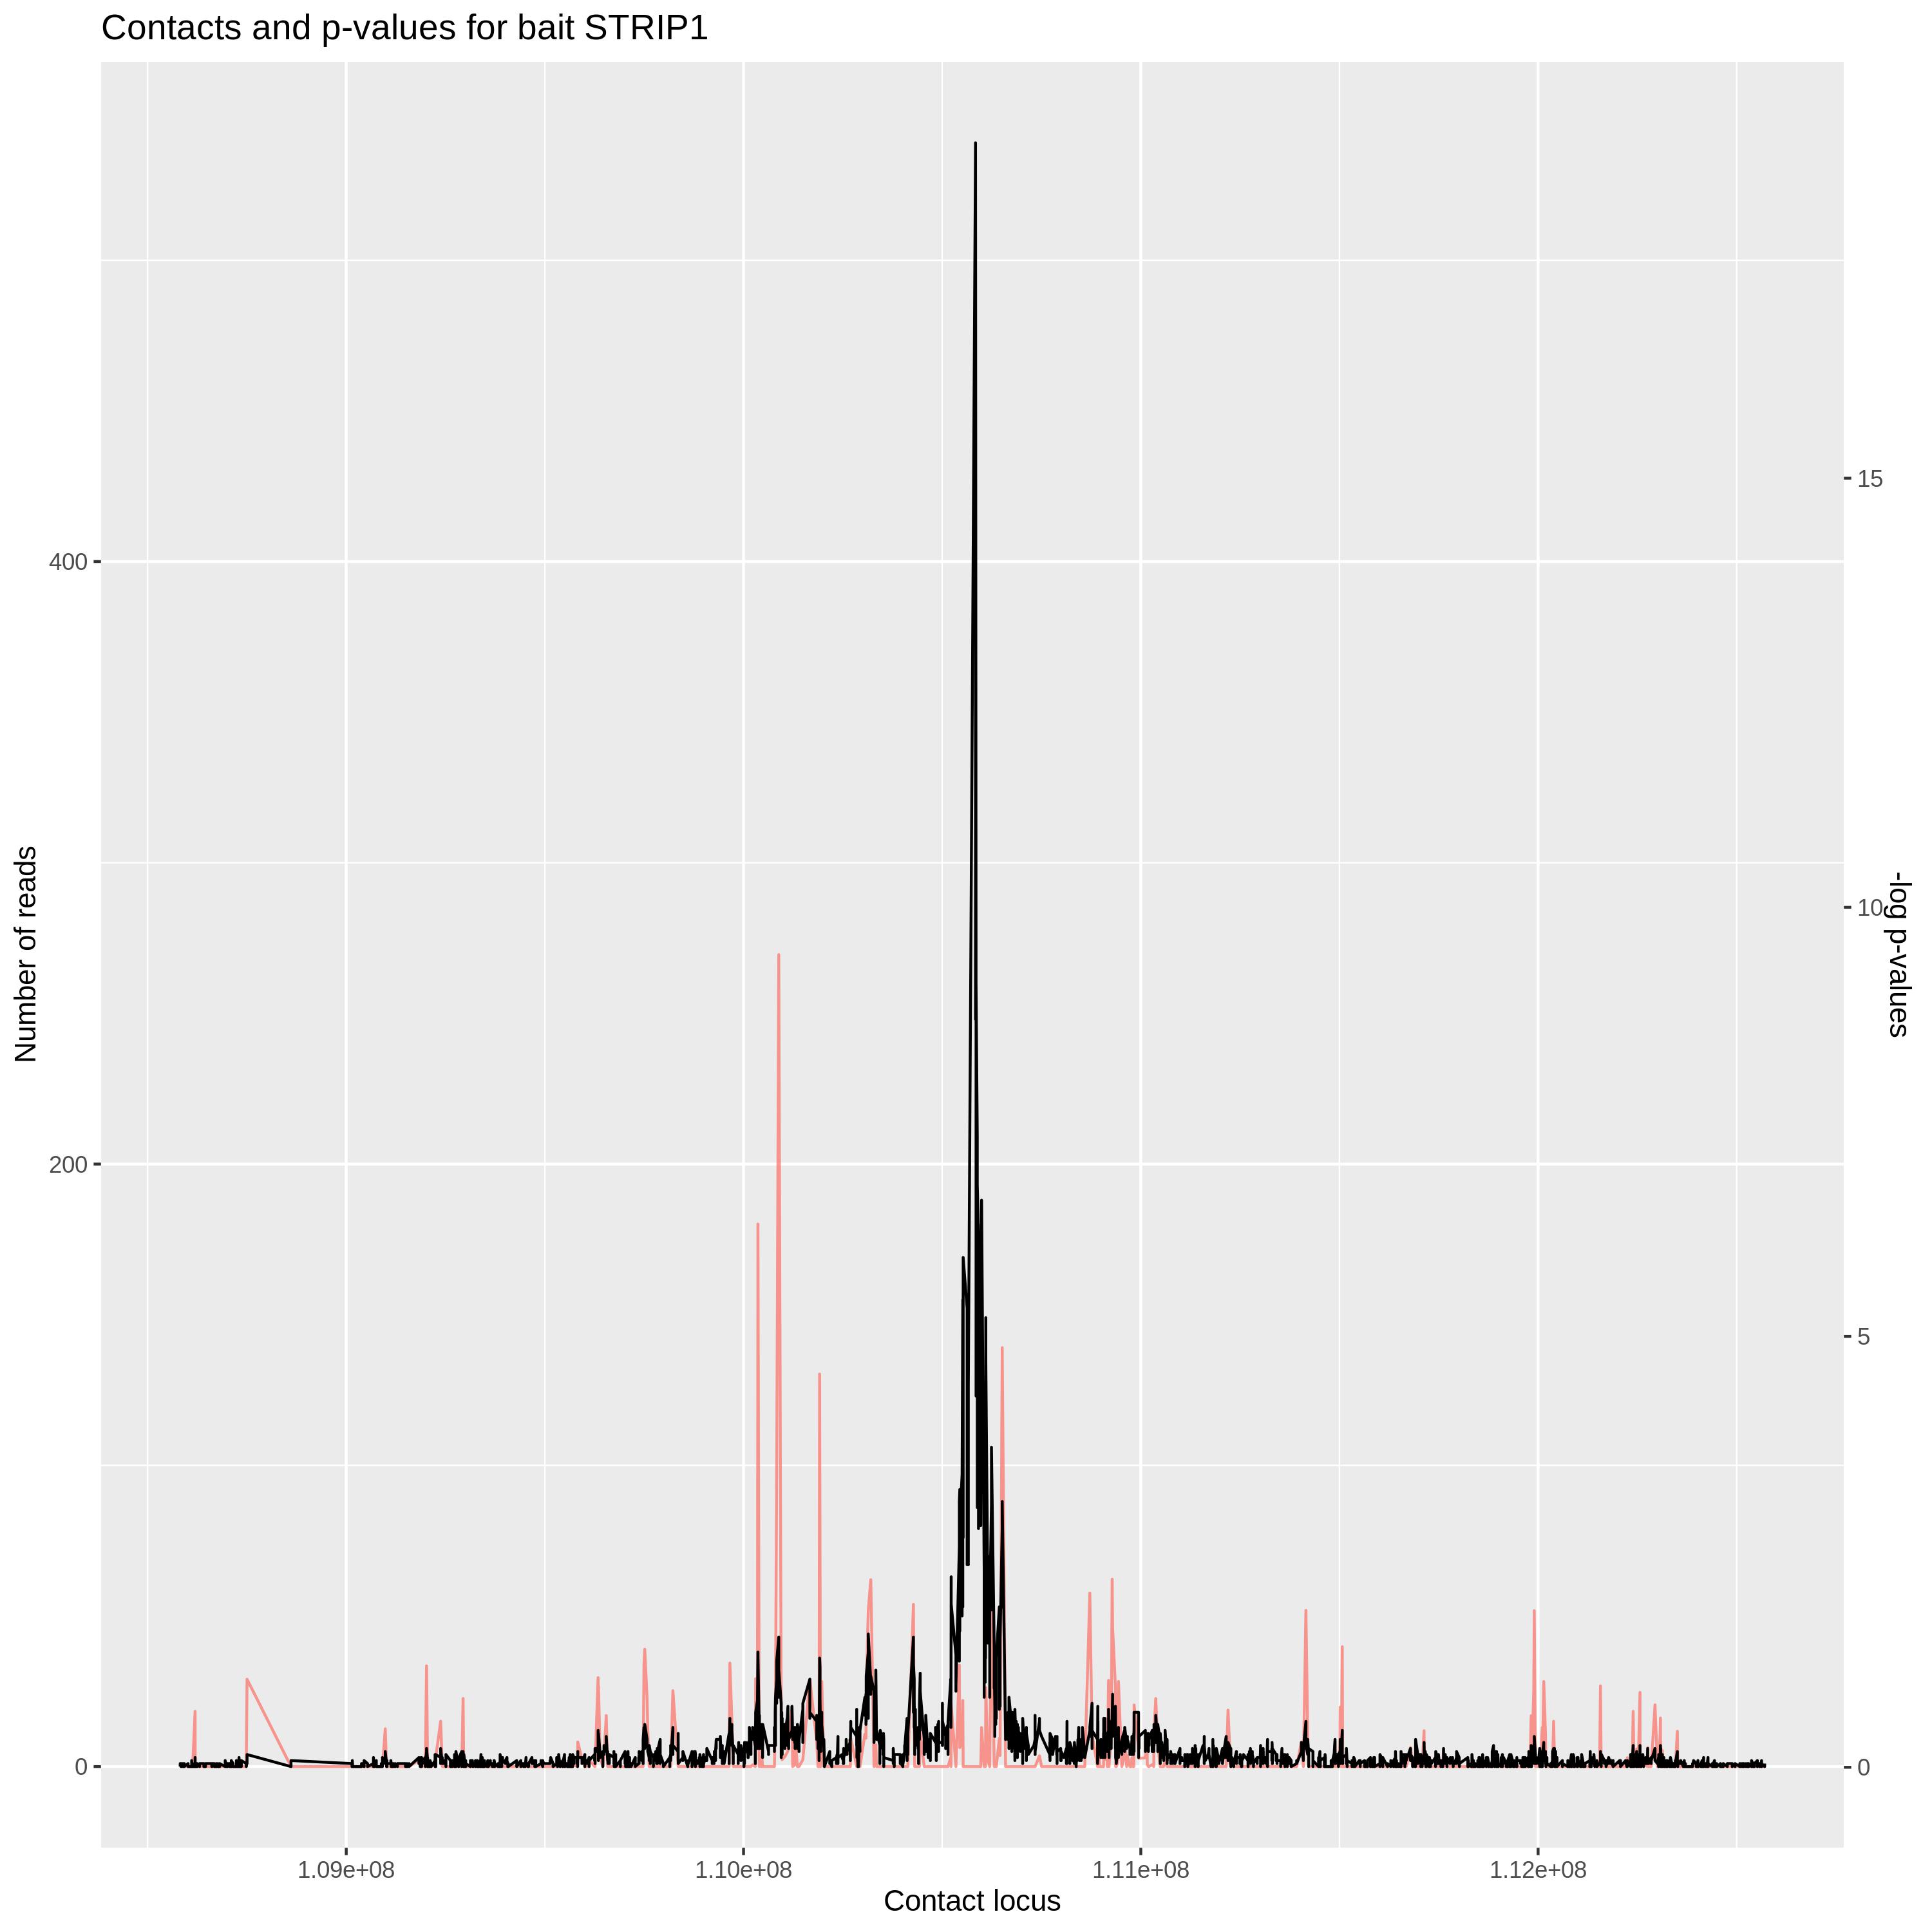 Contacts and p-values for bait STRIP1
Number of reads
400
200
0
15
10
5
0
-log p-values
1.09e+08
1.10e+08
1.11e+08
1.12e+08
Contact locus